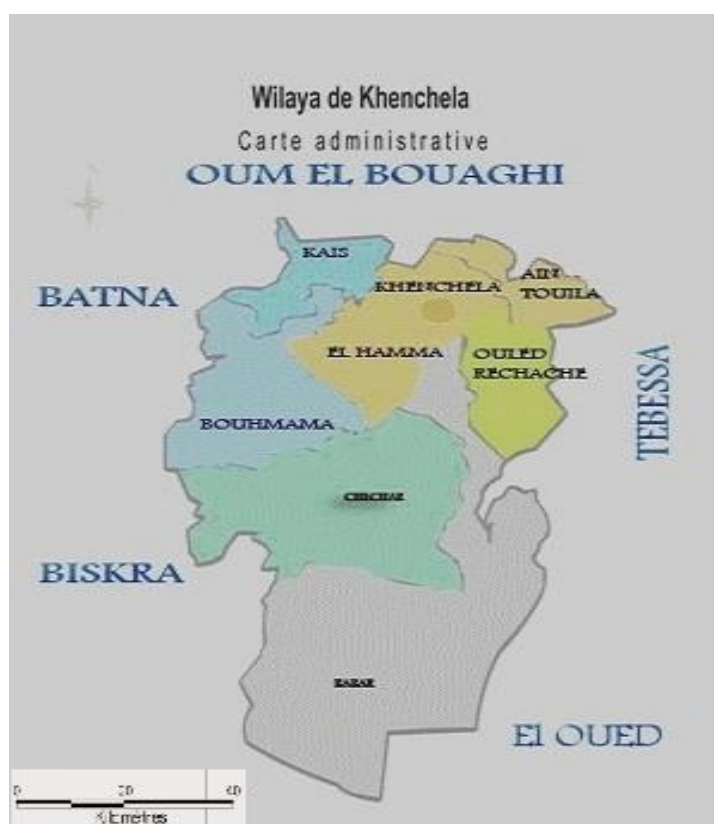 Wilaya de Khenchela
Carte administrative
OUM EL BOUAGHI
KAIS
AIN
KHENCHELA
TOUILA
BATNA
EL HAMMA
OULED
RECHACHE
TEBESSA
BOUHMAMA
BISKRA
BABAR
El OUED
0 20 40
Kilomètres